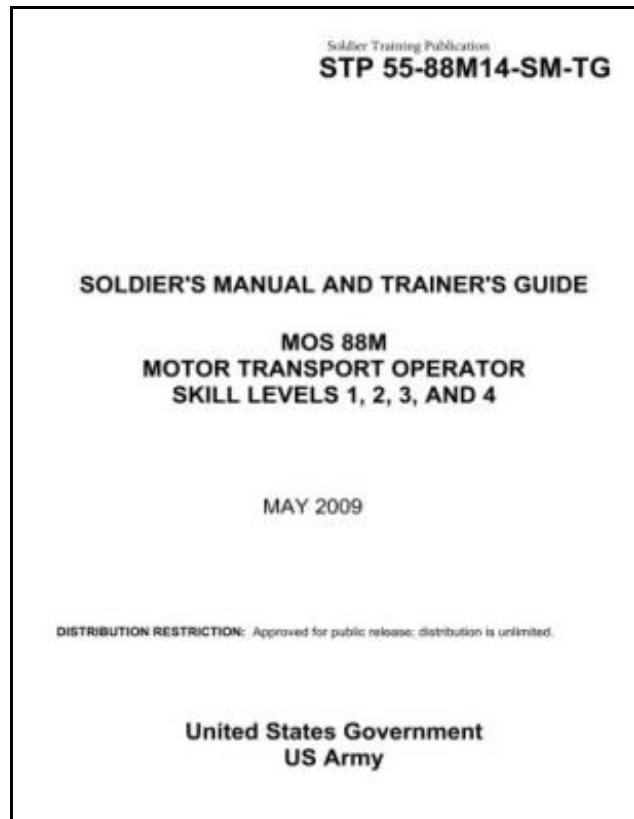 Soldier Training Publication
STP 55-88M14-SM-TG
SOLDIER'S MANUAL AND TRAINER'S GUIDE
MOS 88M
MOTOR TRANSPORT OPERATOR
SKILL LEVELS 1, 2, 3, AND 4
MAY 2009
DISTRIBUTION RESTRICTION: Approved for public release; distribution is unlimited.
United States Government
US Army